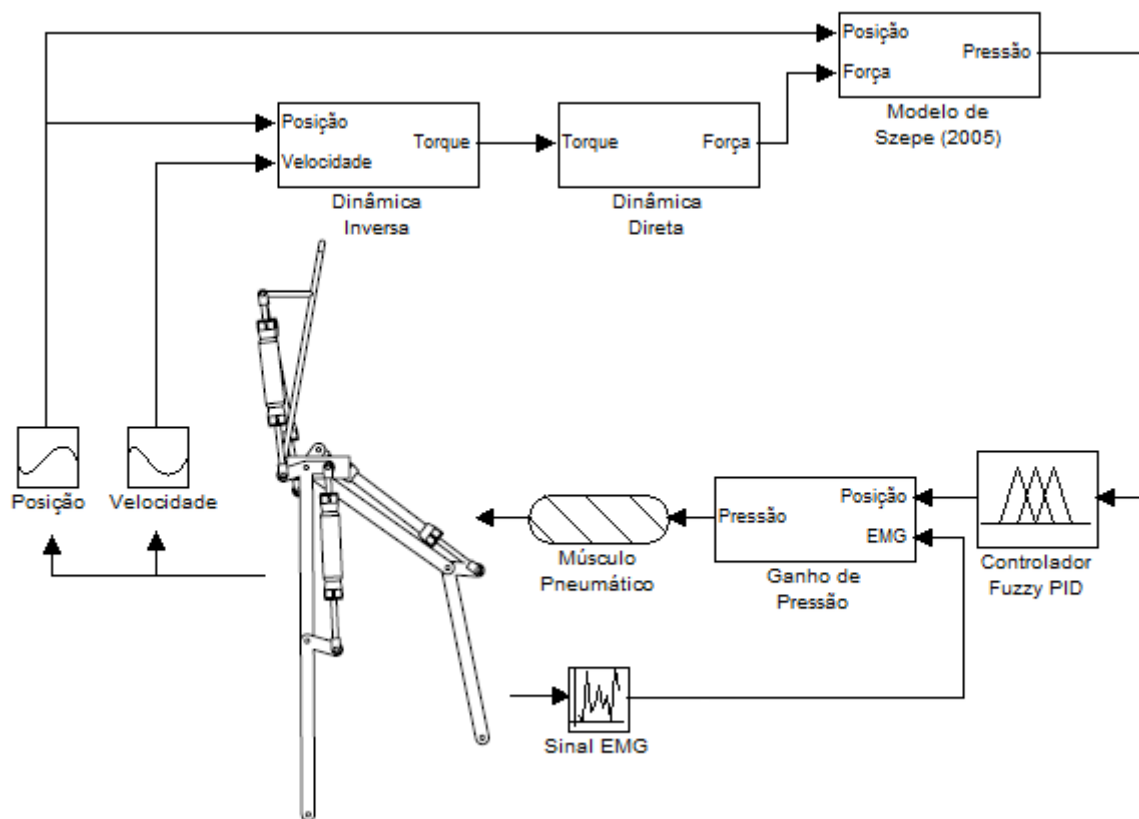 Posição
Força
Pressão
Modelo de
Szepe (2005)
Posição
Velocidade
Torque
Dinâmica
Inversa
Torque
Força
Dinâmica
Direta
Posição
Velocidade
Pressão
Posição
EMG
Ganho de
Pressão
Músculo
Pneumático
Controlador
Fuzzy PID
Sinal EMG